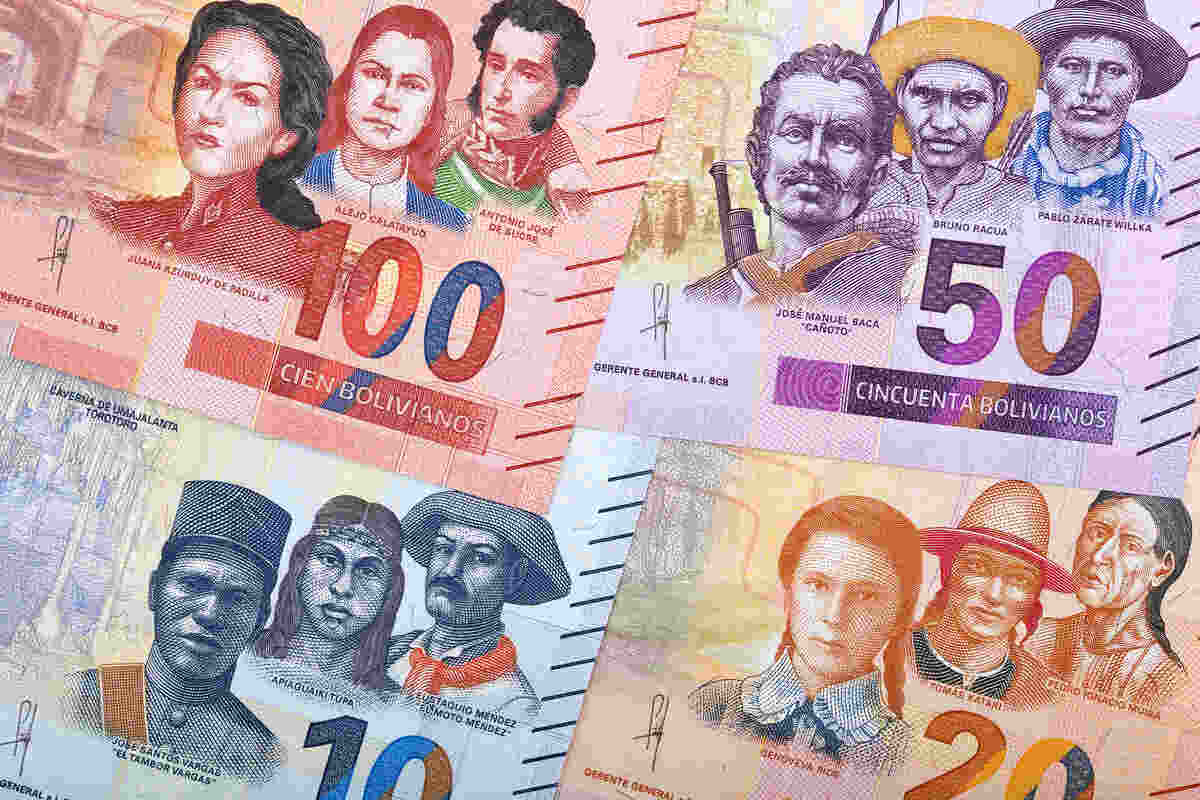 ALEJO CALATAYUD
ANTONIO JOSÉ
DE SUCRE
JUANA AZURDUY DE PADILLA
100
GERENTE GENERAL a.i. BCB
CIEN BOLIVIANOS
BRUNO RACUA
PABLO ZARATE WILLKA
JOSÉ MANUEL BACA
"CAÑOTO"
50
GERENTE GENERAL a.i. BCB
CINCUENTA BOLIVIANOS
CAVERNA DE UMAJALANTA
TOROTORO
APIAGUAIKI TUPA
EUSTAQUIO MENDEZ
"EL MOTO MENDEZ"
JOSÉ SANTOS VARGAS
"EL TAMBOR VARGAS"
10
GENERAL a.i.
TOMÁS KATARI
PEDRO IGNACIO MUIBA
GENOVEVA RÍOS
20
GERENTE GENERAL a.i. BCB